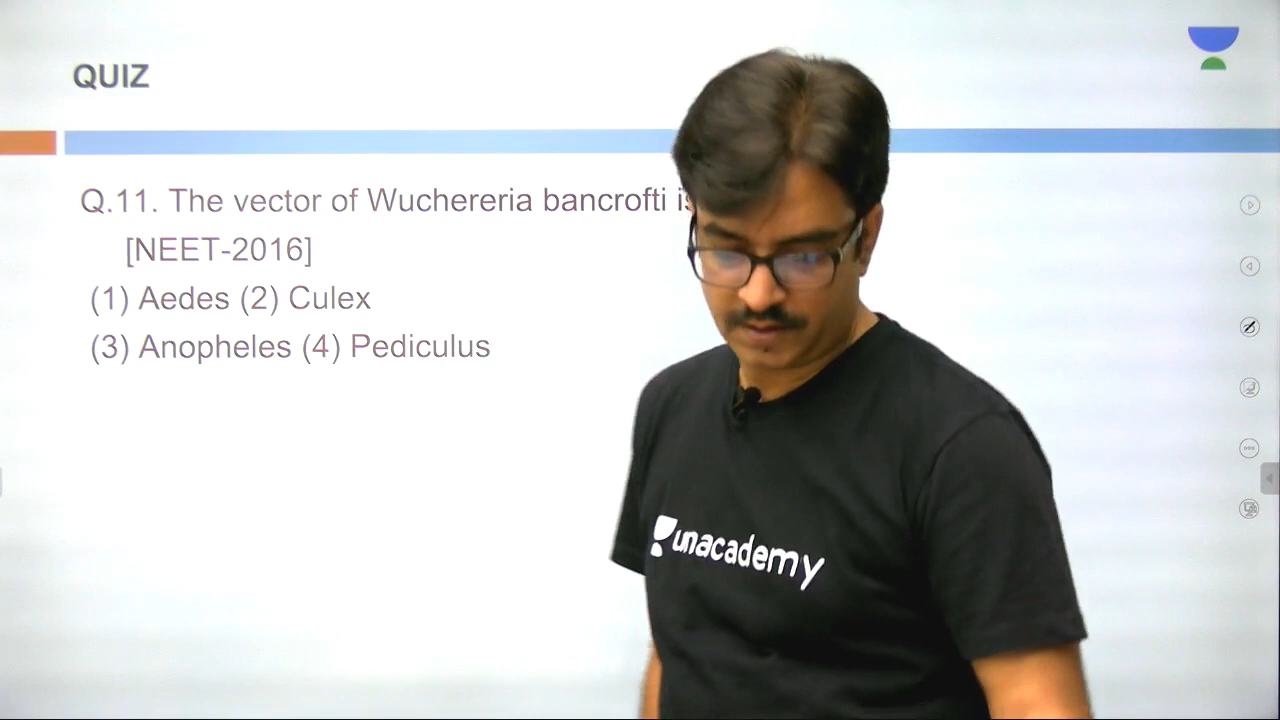 QUIZ
Q.11. The vector of Wuchereria bancrofti
[NEET-2016]
(1) Aedes (2) Culex
(3) Anopheles (4) Pediculus
unacademy